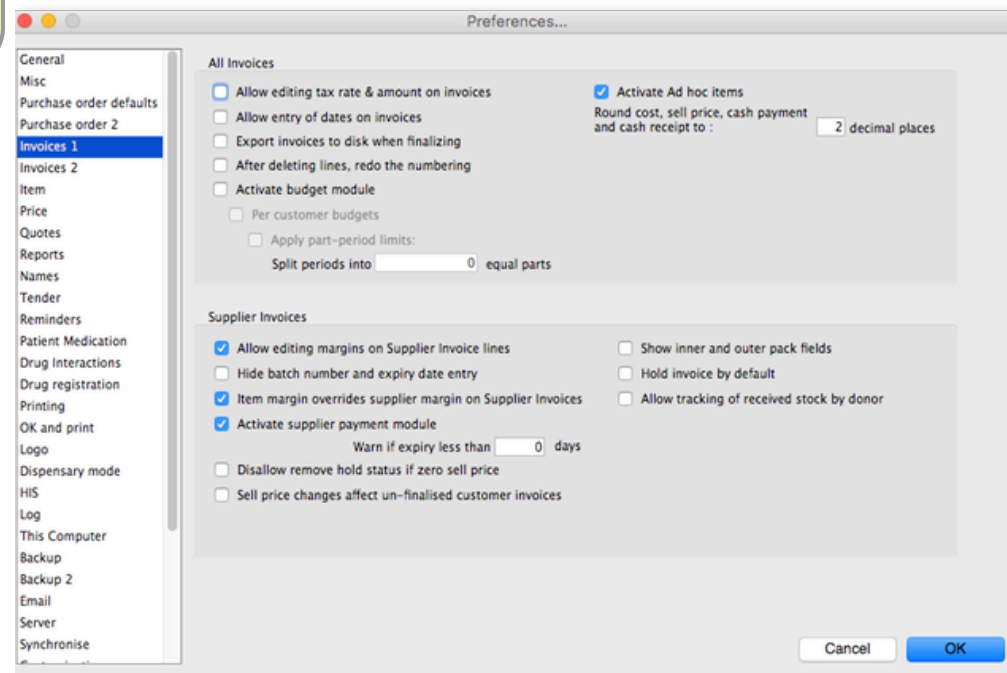 Preferences...
General
Misc
Purchase order defaults
Purchase order 2
Invoices 1
Invoices 2
Item
Price
Quotes
Reports
Names
Tender
Reminders
Patient Medication
Drug Interactions
Drug registration
Printing
OK and print
Logo
Dispensary mode
HIS
Log
This Computer
Backup
Backup 2
Email
Server
Synchronise
All Invoices
Allow editing tax rate & amount on invoices
Allow entry of dates on invoices
Export invoices to disk when finalizing
After deleting lines, redo the numbering
Activate budget module
Per customer budgets
Apply part-period limits:
Split periods into 0 equal parts
Activate Ad hoc items
Round cost, sell price, cash payment
and cash receipt to : 2 decimal places
Supplier Invoices
Allow editing margins on Supplier Invoice lines
Hide batch number and expiry date entry
Item margin overrides supplier margin on Supplier Invoices
Activate supplier payment module
Warn if expiry less than 0 days
Disallow remove hold status if zero sell price
Sell price changes affect un-finalised customer invoices
Show inner and outer pack fields
Hold invoice by default
Allow tracking of received stock by donor
Cancel
OK